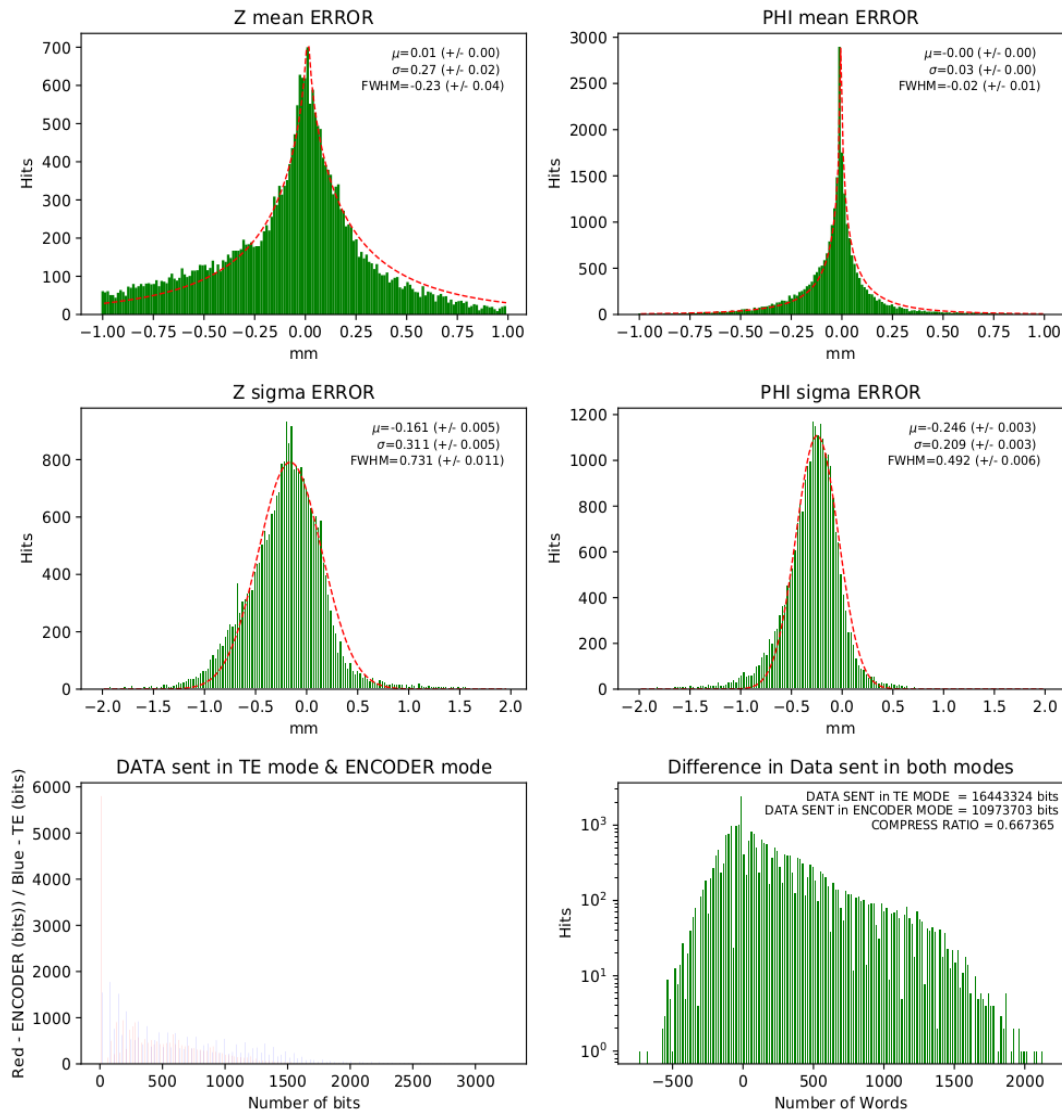 Z mean ERROR
μ=0.01 (+/- 0.00)
σ=0.27 (+/- 0.02)
FWHM=-0.23 (+/- 0.04)
700
600
500
400
300
200
100
0
Hits
−1.00 −0.75 −0.50 −0.25 0.00 0.25 0.50 0.75 1.00
mm
PHI mean ERROR
μ=-0.00 (+/- 0.00)
σ=0.03 (+/- 0.00)
FWHM=-0.02 (+/- 0.01)
3000
2500
2000
1500
1000
500
0
Hits
−1.00 −0.75 −0.50 −0.25 0.00 0.25 0.50 0.75 1.00
mm
Z sigma ERROR
μ=-0.161 (+/- 0.005)
σ=0.311 (+/- 0.005)
FWHM=0.731 (+/- 0.011)
800
600
400
200
0
Hits
−2.0 −1.5 −1.0 −0.5 0.0 0.5 1.0 1.5 2.0
mm
PHI sigma ERROR
μ=-0.246 (+/- 0.003)
σ=0.209 (+/- 0.003)
FWHM=0.492 (+/- 0.006)
1200
1000
800
600
400
200
0
Hits
−2.0 −1.5 −1.0 −0.5 0.0 0.5 1.0 1.5 2.0
mm
DATA sent in TE mode & ENCODER mode
6000
5000
4000
3000
2000
1000
0
Red - ENCODER (bits)) / Blue - TE (bits)
0 500 1000 1500 2000 2500 3000
Number of bits
Difference in Data sent in both modes
DATA SENT in TE MODE = 16443324 bits
DATA SENT in ENCODER MODE = 10973703 bits
COMPRESS RATIO = 0.667365
10³
10²
10¹
10⁰
Hits
−500 0 500 1000 1500 2000
Number of Words